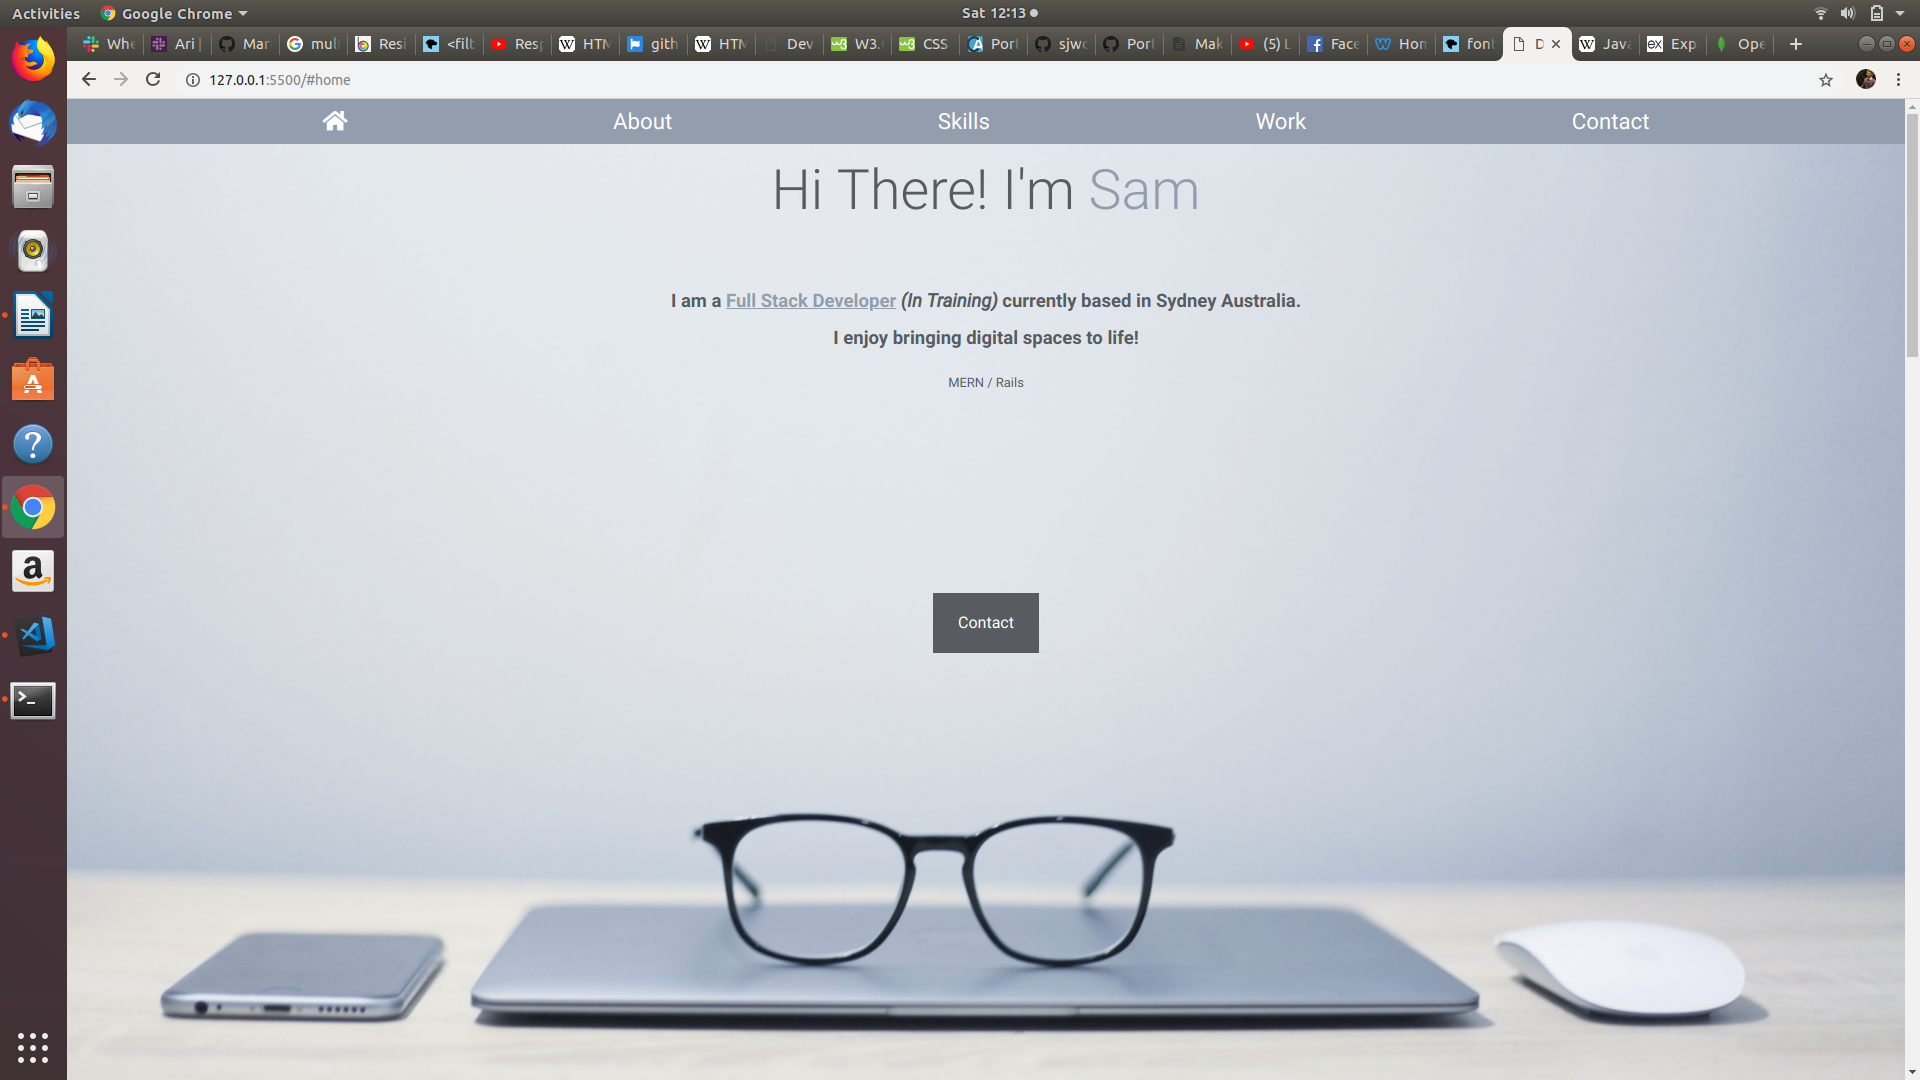 Activities
Google Chrome
Sat 12:13
Whe
Ari |
Mar
mul
Resi
<filt
Resp
HTM
gith
HTM
Dev
W3.
CSS
Port
sjwc
Port
Mak
(5) L
Face
Hom
font
D
Java
Exp
Ope
127.0.0.1:5500/#home
About
Skills
Work
Contact
Hi There! I'm Sam
I am a Full Stack Developer (In Training) currently based in Sydney Australia.
I enjoy bringing digital spaces to life!
MERN / Rails
Contact